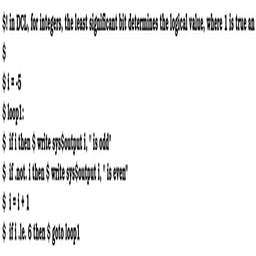 $! in DCL, for integers, the least significant bit determines the logical value, where 1 is true an
$
$ i = -5
$ loop1:
$ if i then $ write sys$output i, " is odd"
$ if .not. i then $ write sys$output i, " is even"
$ i = i + 1
$ if i .le. 6 then $ goto loop1